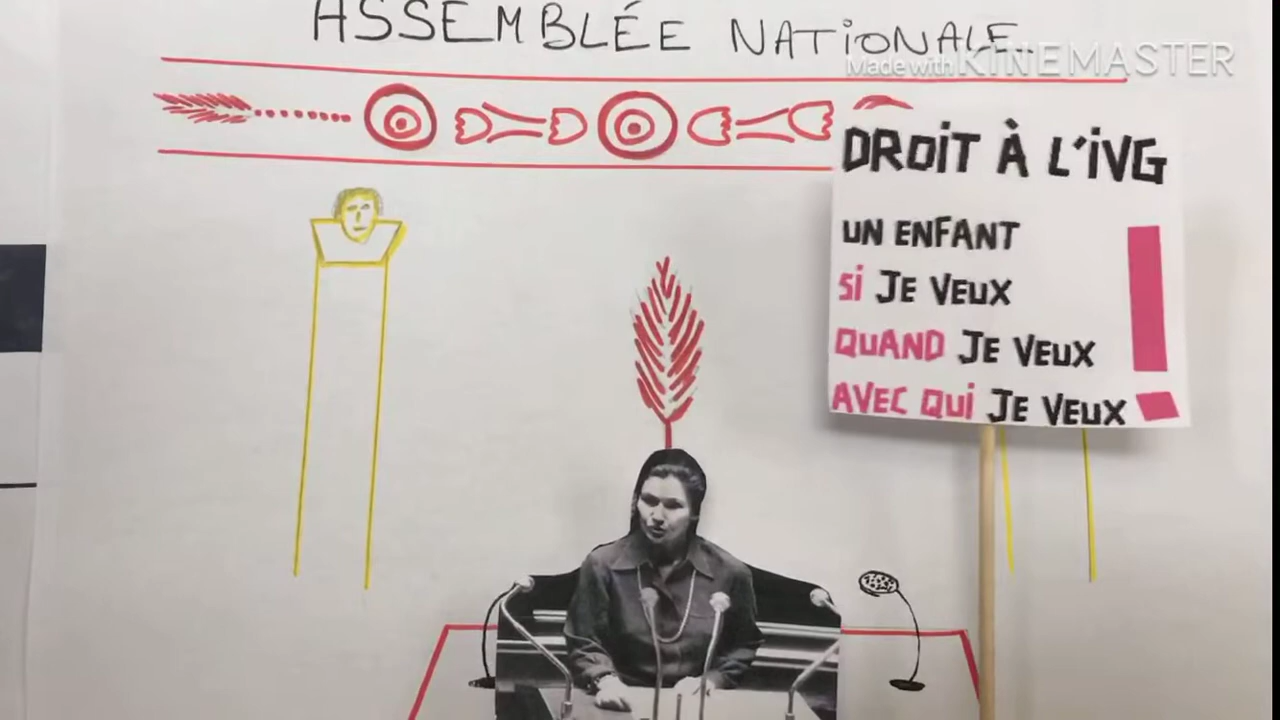 ASSEMBLÉE NATIONALE
Made with KINEMASTER
DROIT À L'IVG
UN ENFANT
SI JE VEUX
QUAND JE VEUX
AVEC QUI JE VEUX !